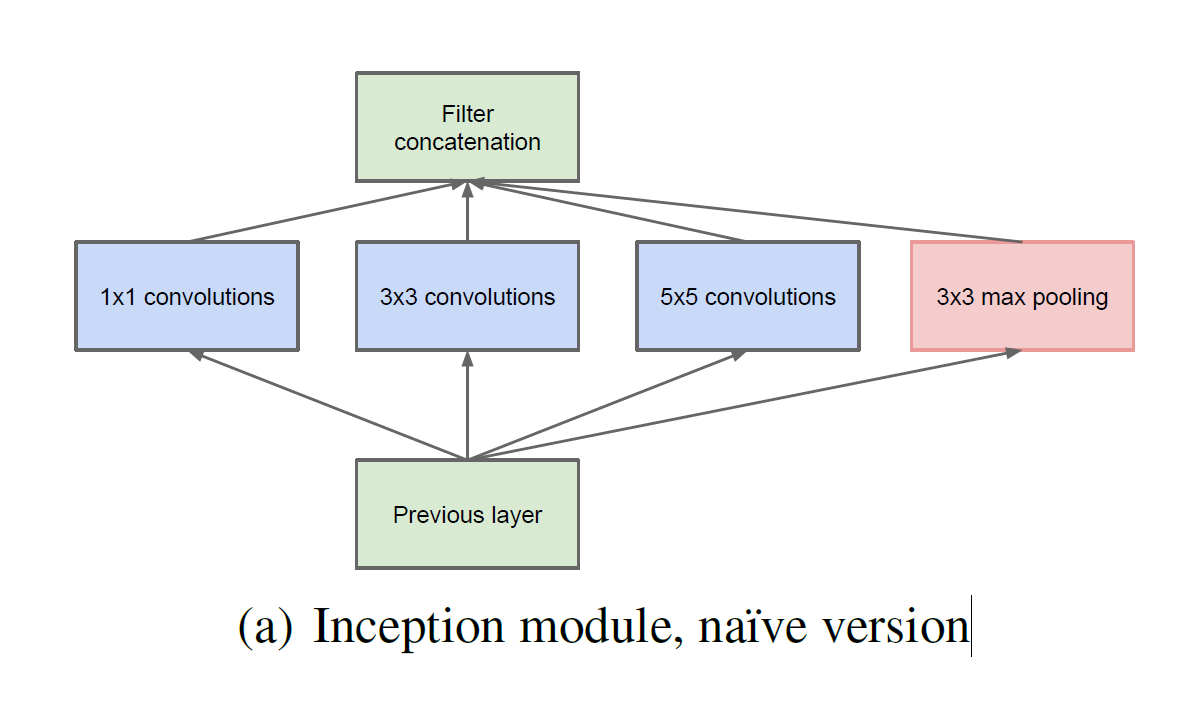 Filter
concatenation
1x1 convolutions
3x3 convolutions
5x5 convolutions
3x3 max pooling
Previous layer
(a) Inception module, naïve version